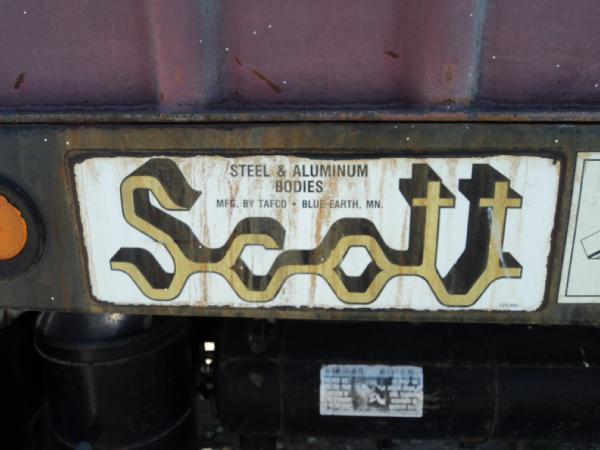 STEEL & ALUMINUM
BODIES
MFG. BY TAFCO • BLUE EARTH, MN.
Scott